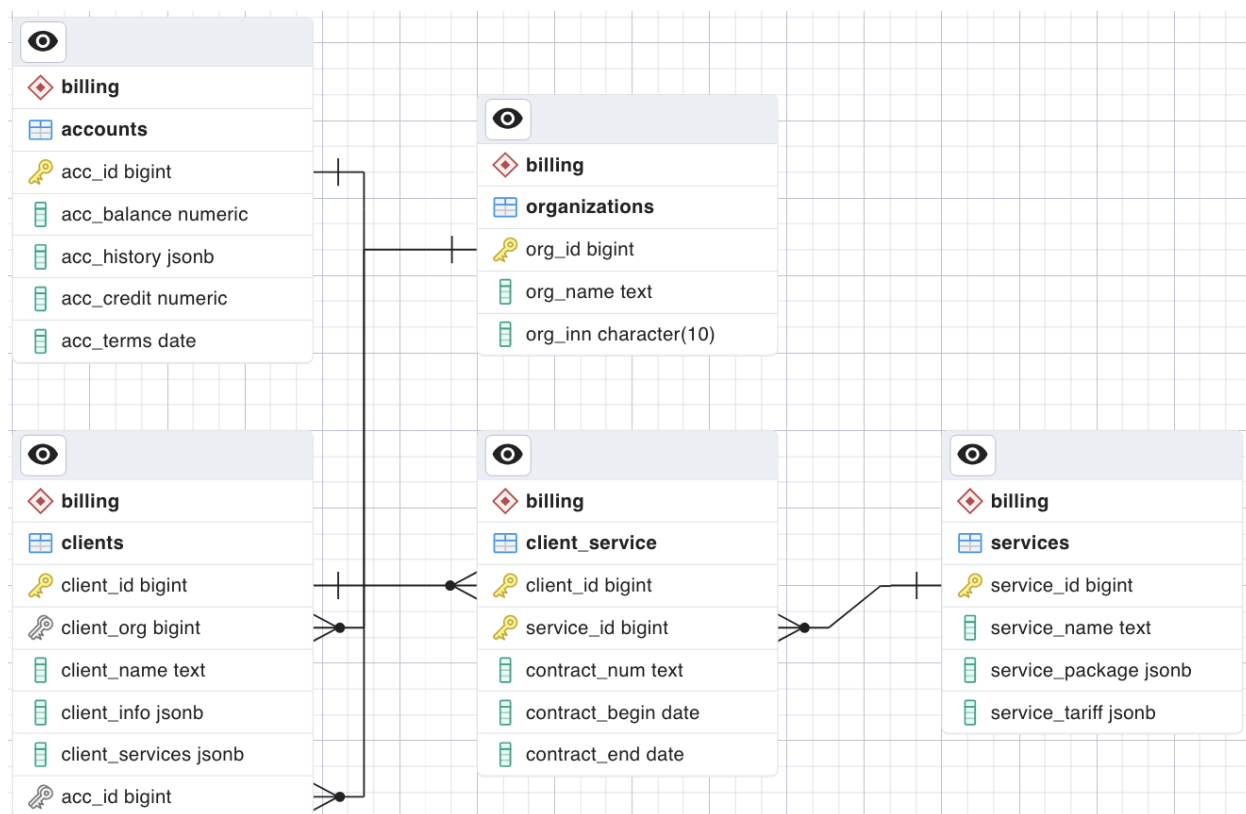 billing
accounts
acc_id bigint
acc_balance numeric
acc_history jsonb
acc_credit numeric
acc_terms date
billing
organizations
org_id bigint
org_name text
org_inn character(10)
billing
clients
client_id bigint
client_org bigint
client_name text
client_info jsonb
client_services jsonb
acc_id bigint
billing
client_service
client_id bigint
service_id bigint
contract_num text
contract_begin date
contract_end date
billing
services
service_id bigint
service_name text
service_package jsonb
service_tariff jsonb